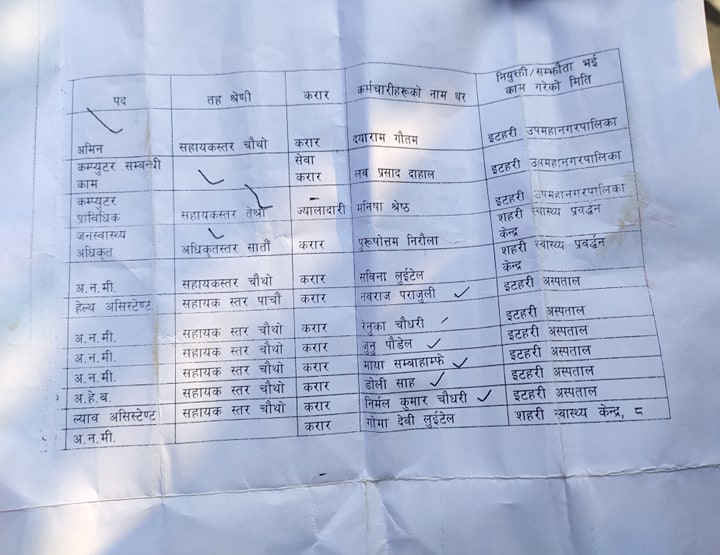 पद तह श्रेणी करार कर्मचारीहरूको नाम थर नियुक्ती/सम्झौता भई काम गरेको मिति
अमिन सहायकस्तर चौथो करार दयाराम गौतम इटहरी उपमहानगरपालिका
कम्प्युटर सम्बन्धी काम सेवा करार लव प्रसाद दाहाल इटहरी उपमहानगरपालिका
कम्प्युटर प्राविधिक सहायकस्तर तेश्रो ज्यालादारी मनिषा श्रेष्ठ इटहरी उपमहानगरपालिका
जनस्वास्थ्य अधिकृत अधिकृतस्तर सातौं करार पुरूषोत्तम निरौला शहरी स्वास्थ्य प्रवर्द्धन केन्द्र
अ.न.मी. सहायकस्तर चौथो करार मविना लुईटेल शहरी स्वास्थ्य प्रवर्द्धन केन्द्र
हेल्थ असिस्टेण्ट सहायक स्तर पाचौ करार नवराज पराजुली इटहरी अस्पताल
अ.न.मी. सहायक स्तर चौथो करार रेनुका चौधरी इटहरी अस्पताल
अ.न.मी. सहायक स्तर चौथो करार जुनु पौडेल इटहरी अस्पताल
अ.न.मी. सहायक स्तर चौथो करार माया सम्बाहाम्फे इटहरी अस्पताल
अ.हे.ब. सहायक स्तर चौथो करार डोली साह इटहरी अस्पताल
ल्याव असिस्टेण्ट सहायक स्तर चौथो करार निर्मल कुमार चौधरी इटहरी अस्पताल
अ.न.मी. करार गोमा देवी लुईटेल शहरी स्वास्थ्य केन्द्र, ८